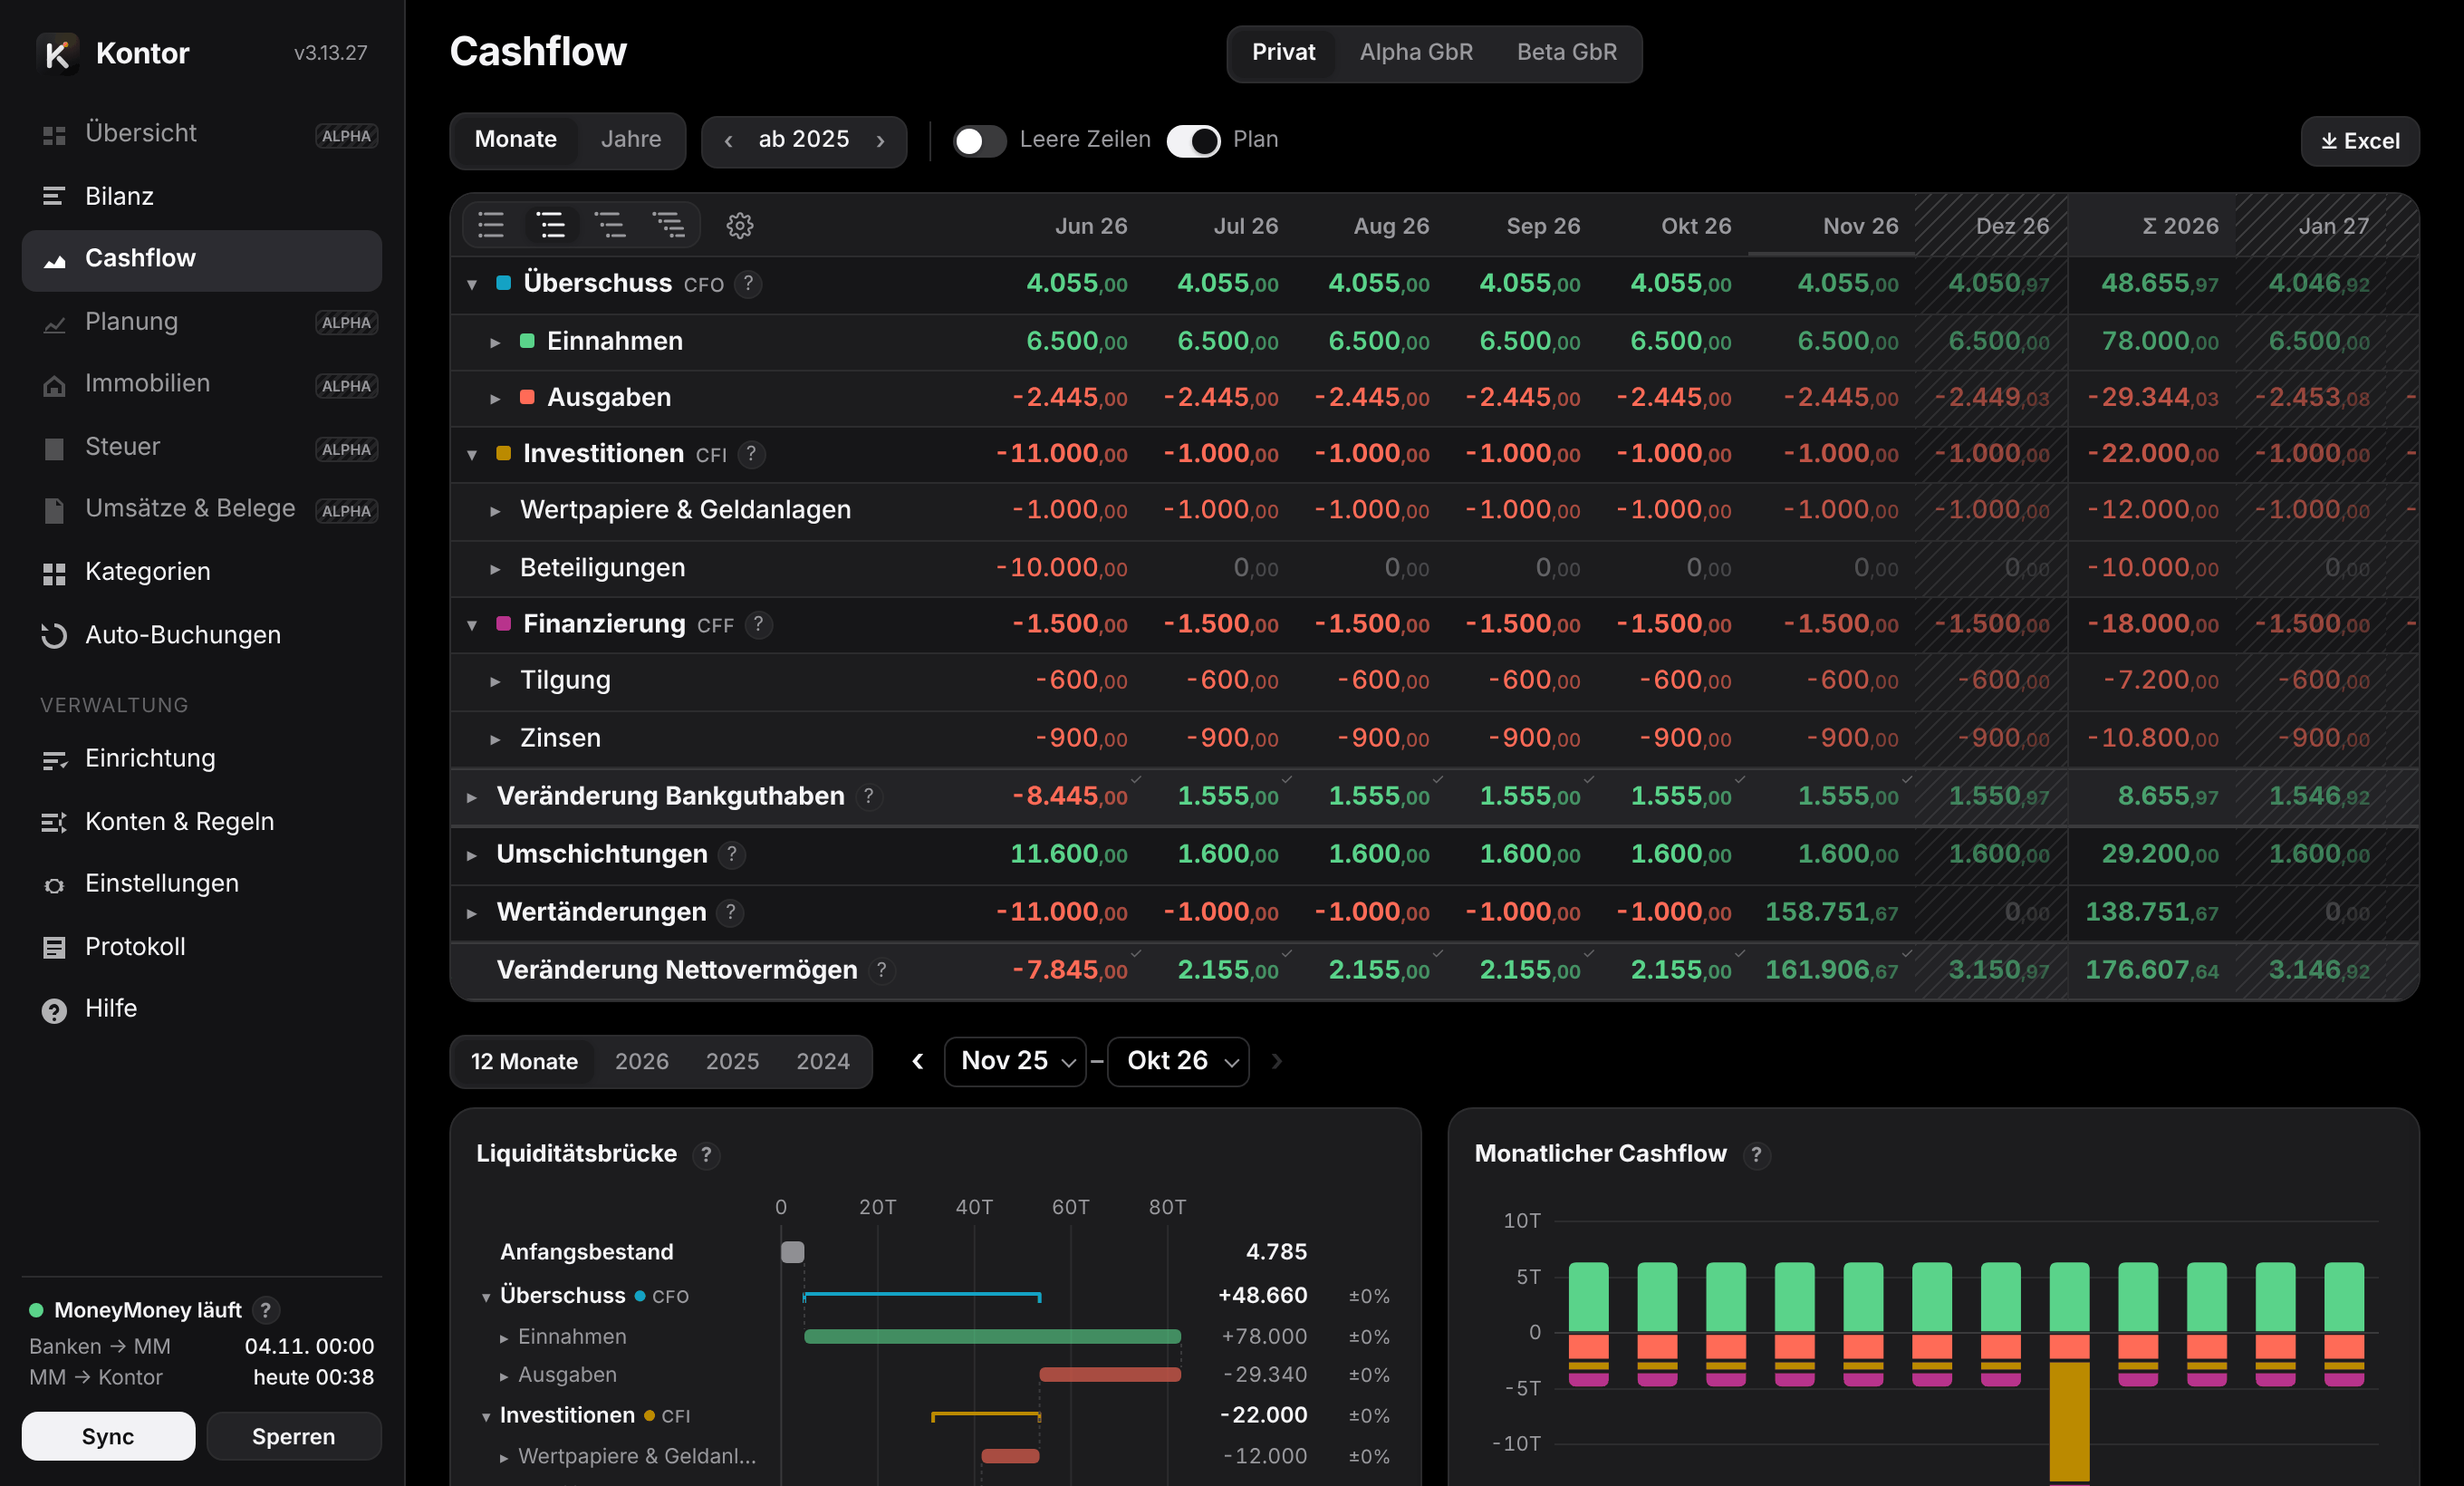 Kontor v3.13.27
Übersicht ALPHA
Bilanz
Cashflow
Planung ALPHA
Immobilien ALPHA
Steuer ALPHA
Umsätze & Belege ALPHA
Kategorien
Auto-Buchungen
VERWALTUNG
Einrichtung
Konten & Regeln
Einstellungen
Protokoll
Hilfe
MoneyMoney läuft ?
Banken → MM 04.11. 00:00
MM → Kontor heute 00:38
Sync Sperren
Cashflow
Privat Alpha GbR Beta GbR
Monate Jahre ‹ ab 2025 › Leere Zeilen Plan Excel
Jun 26 Jul 26 Aug 26 Sep 26 Okt 26 Nov 26 Dez 26 Σ 2026 Jan 27
Überschuss CFO ? 4.055,00 4.055,00 4.055,00 4.055,00 4.055,00 4.055,00 4.050,97 48.655,97 4.046,92
Einnahmen 6.500,00 6.500,00 6.500,00 6.500,00 6.500,00 6.500,00 6.500,00 78.000,00 6.500,00
Ausgaben -2.445,00 -2.445,00 -2.445,00 -2.445,00 -2.445,00 -2.445,00 -2.449,03 -29.344,03 -2.453,08 -
Investitionen CFI ? -11.000,00 -1.000,00 -1.000,00 -1.000,00 -1.000,00 -1.000,00 -1.000,00 -22.000,00 -1.000,00 -
Wertpapiere & Geldanlagen -1.000,00 -1.000,00 -1.000,00 -1.000,00 -1.000,00 -1.000,00 -1.000,00 -12.000,00 -1.000,00 -
Beteiligungen -10.000,00 0,00 0,00 0,00 0,00 0,00 0,00 -10.000,00 0,00
Finanzierung CFF ? -1.500,00 -1.500,00 -1.500,00 -1.500,00 -1.500,00 -1.500,00 -1.500,00 -18.000,00 -1.500,00 -
Tilgung -600,00 -600,00 -600,00 -600,00 -600,00 -600,00 -600,00 -7.200,00 -600,00
Zinsen -900,00 -900,00 -900,00 -900,00 -900,00 -900,00 -900,00 -10.800,00 -900,00
Veränderung Bankguthaben ? -8.445,00 1.555,00 1.555,00 1.555,00 1.555,00 1.555,00 1.550,97 8.655,97 1.546,92
Umschichtungen ? 11.600,00 1.600,00 1.600,00 1.600,00 1.600,00 1.600,00 1.600,00 29.200,00 1.600,00
Wertänderungen ? -11.000,00 -1.000,00 -1.000,00 -1.000,00 -1.000,00 158.751,67 0,00 138.751,67 0,00
Veränderung Nettovermögen ? -7.845,00 2.155,00 2.155,00 2.155,00 2.155,00 161.906,67 3.150,97 176.607,64 3.146,92
12 Monate 2026 2025 2024 ‹ Nov 25 – Okt 26 ›
Liquiditätsbrücke ?
0 20T 40T 60T 80T
Anfangsbestand 4.785
Überschuss CFO +48.660 ±0%
Einnahmen +78.000 ±0%
Ausgaben -29.340 ±0%
Investitionen CFI -22.000 ±0%
Wertpapiere & Geldanl... -12.000 ±0%
Monatlicher Cashflow ?
10T
5T
0
-5T
-10T